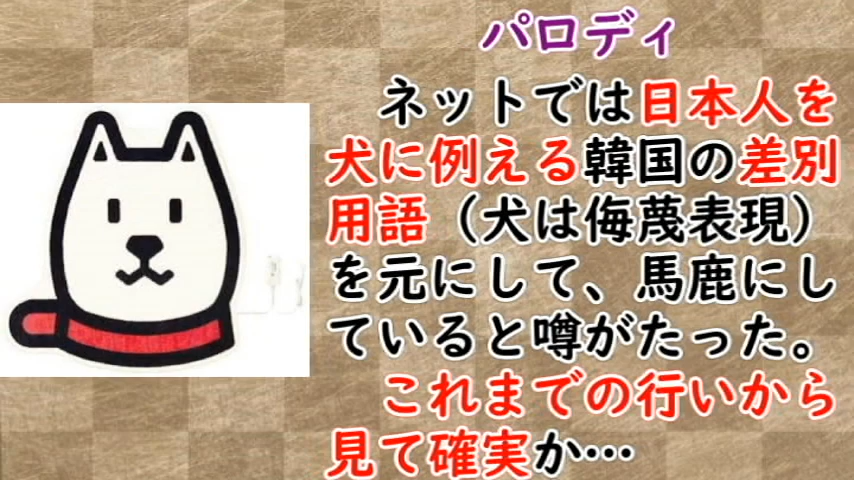 パロディ
ネットでは日本人を
犬に例える韓国の差別
用語（犬は侮蔑表現）
を元にして、馬鹿にし
ていると噂がたった。
これまでの行いから
見て確実か…